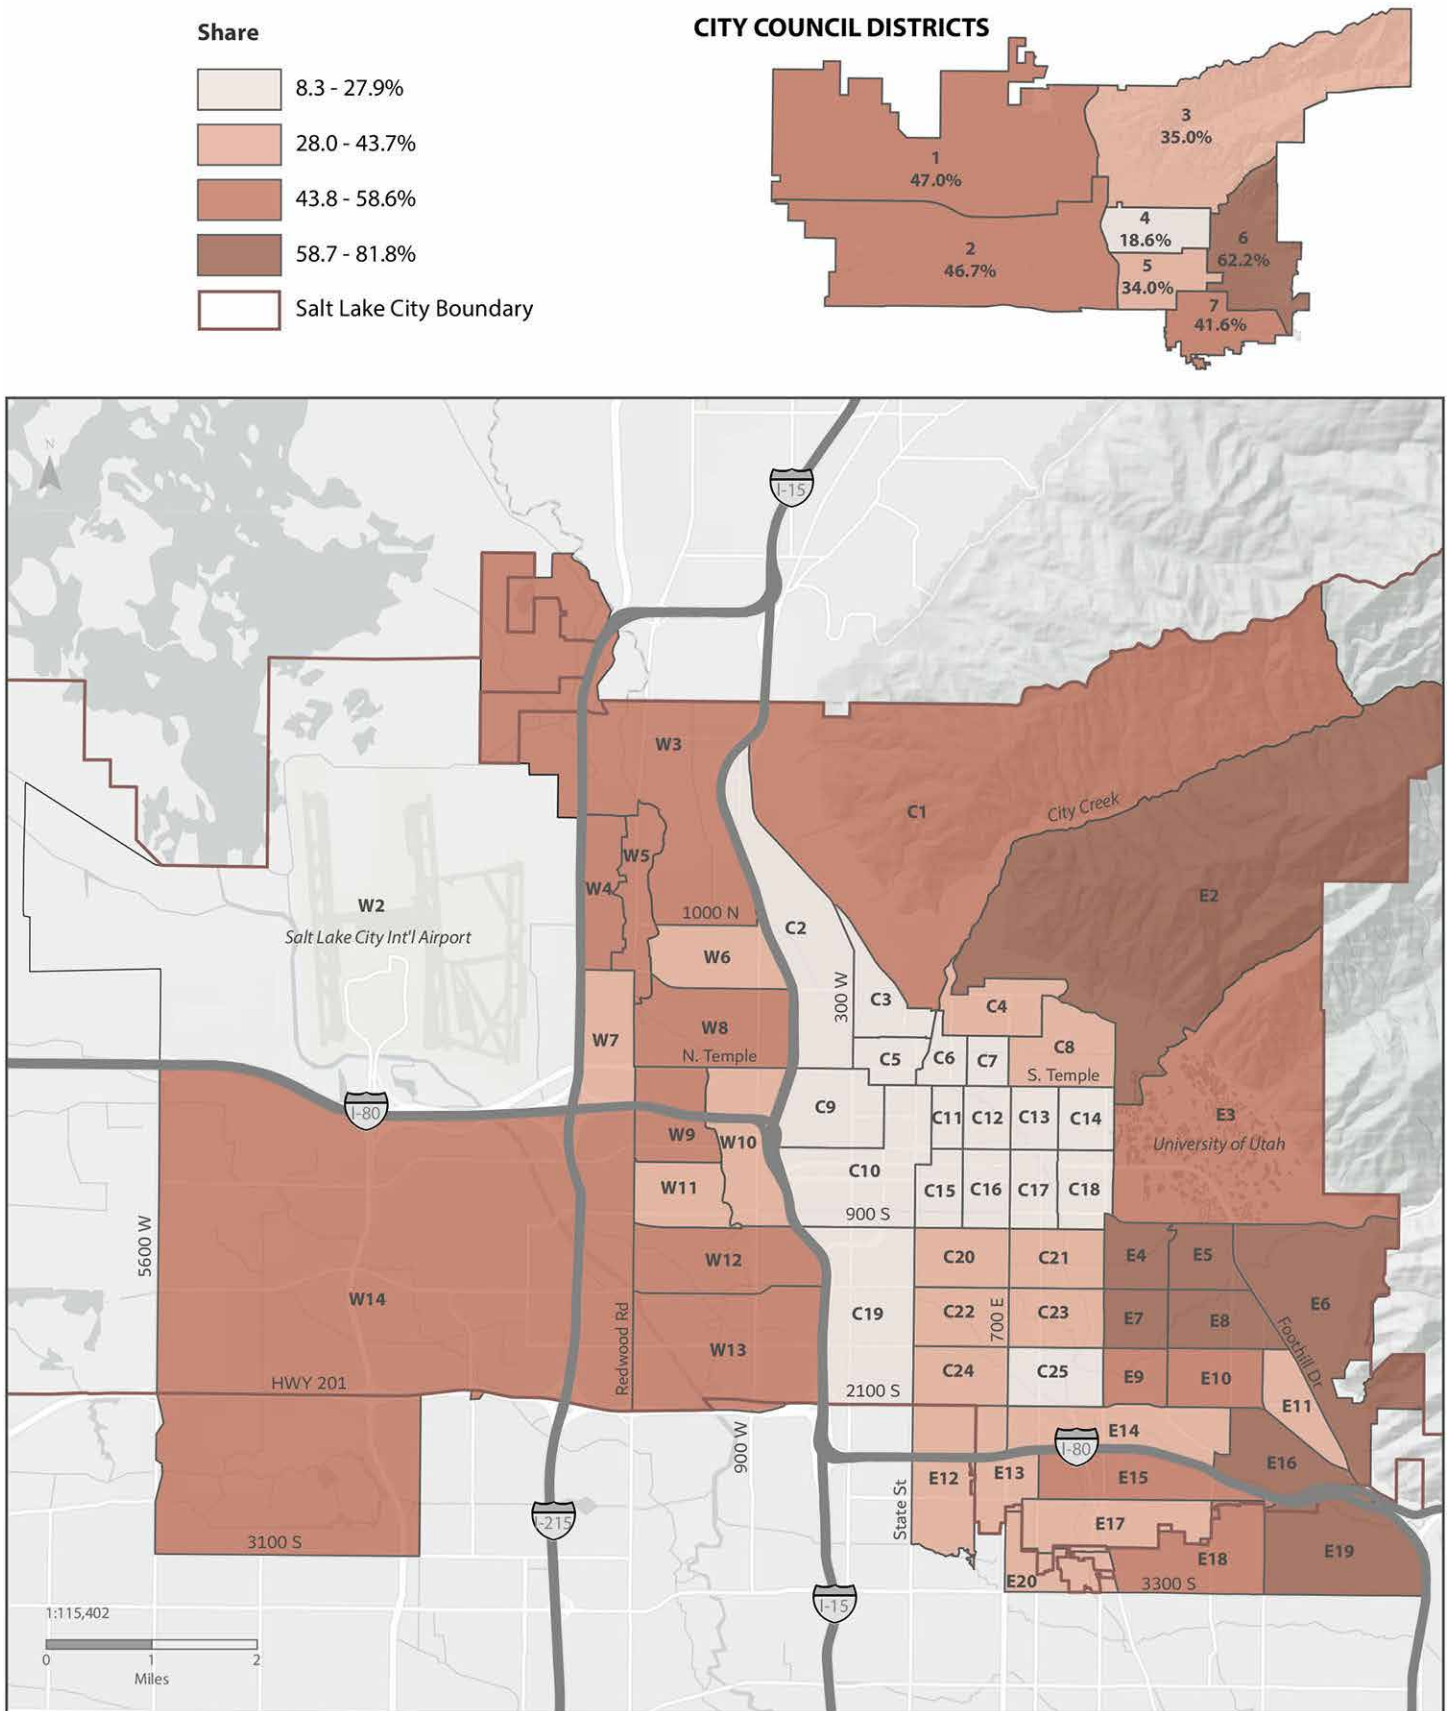 Share
8.3 - 27.9%
28.0 - 43.7%
43.8 - 58.6%
58.7 - 81.8%
Salt Lake City Boundary
CITY COUNCIL DISTRICTS
1
47.0%
2
46.7%
3
35.0%
4
18.6%
5
34.0%
6
62.2%
7
41.6%
N
I-15
W3
C1
City Creek
W5
W4
E2
W2
Salt Lake City Int'l Airport
1000 N
C2
W6
300 W
C3
C4
W8
W7
N. Temple
C5
C6
C7
C8
S. Temple
I-80
C9
C11
C12
C13
C14
E3
University of Utah
W9
W10
C10
W11
C15
C16
C17
C18
900 S
5600 W
W12
C20
C21
E4
E5
W14
C19
C22
700 E
C23
E7
E8
E6
Redwood Rd
W13
Foothill Dr
C24
C25
E9
E10
HWY 201
2100 S
E11
900 W
E14
I-80
E12
E13
E15
E16
State St
I-215
E17
3100 S
E18
E19
E20
3300 S
I-15
1:115,402
0
1
2
Miles